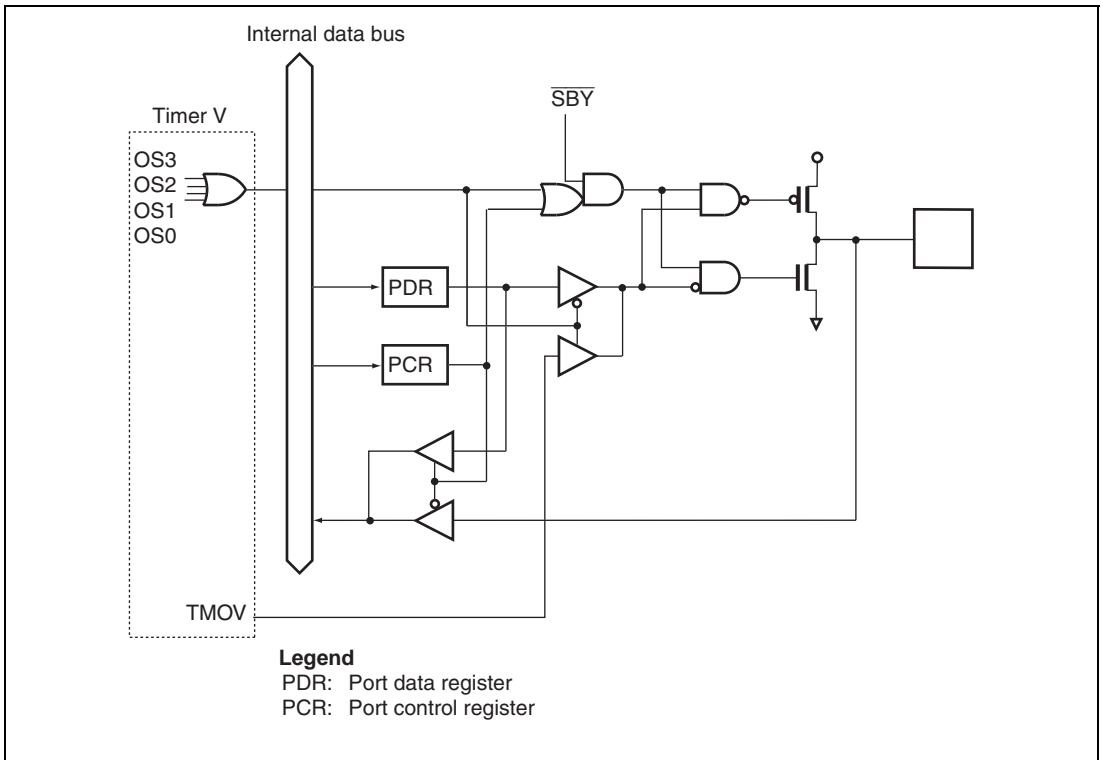 Internal data bus
SBY
Timer V
OS3
OS2
OS1
OS0
PDR
PCR
TMOV
Legend
PDR: Port data register
PCR: Port control register